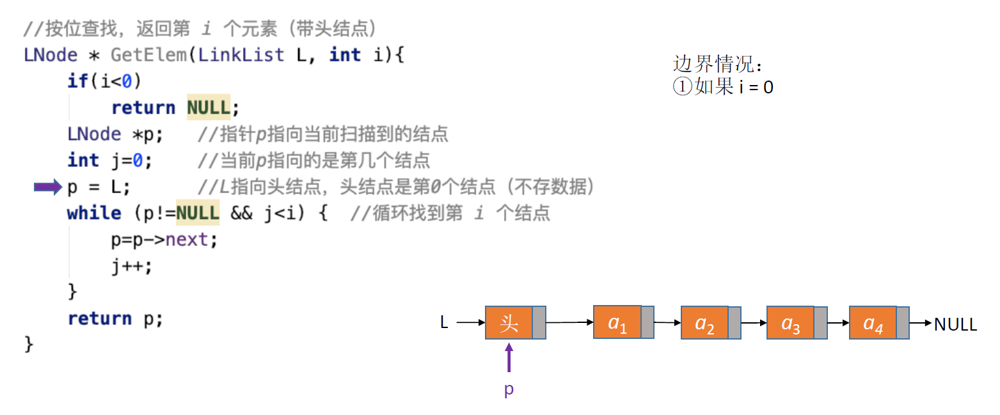 //按位查找，返回第 i 个元素（带头结点）
LNode * GetElem(LinkList L, int i){
if(i<0)
return NULL;
LNode *p; //指针p指向当前扫描到的结点
int j=0; //当前p指向的是第几个结点
p = L; //L指向头结点，头结点是第0个结点（不存数据）
while (p!=NULL && j<i) { //循环找到第 i 个结点
p=p->next;
j++;
}
return p;
}
边界情况：
①如果 i = 0
L 头 a1 a2 a3 a4 NULL
p